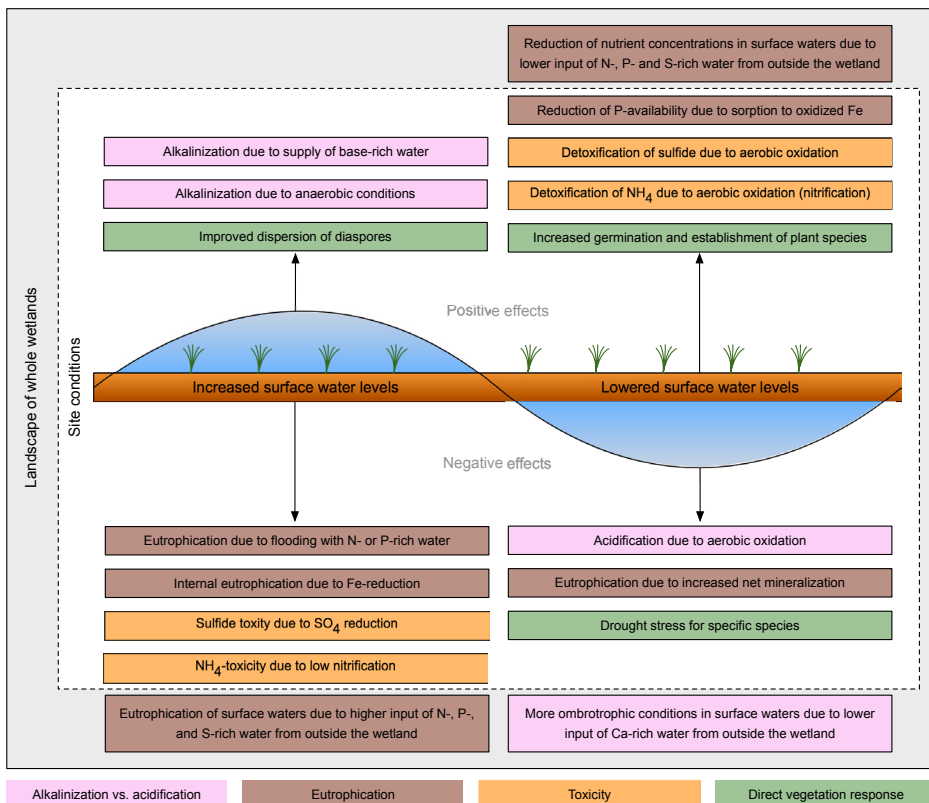 Reduction of nutrient concentrations in surface waters due to
lower input of N-, P- and S-rich water from outside the wetland
Reduction of P-availability due to sorption to oxidized Fe
Alkalinization due to supply of base-rich water
Detoxification of sulfide due to aerobic oxidation
Alkalinization due to anaerobic conditions
Detoxification of NH4 due to aerobic oxidation (nitrification)
Improved dispersion of diaspores
Increased germination and establishment of plant species
Landscape of whole wetlands
Site conditions
Positive effects
Increased surface water levels
Lowered surface water levels
Negative effects
Eutrophication due to flooding with N- or P-rich water
Acidification due to aerobic oxidation
Internal eutrophication due to Fe-reduction
Eutrophication due to increased net mineralization
Sulfide toxity due to SO4 reduction
Drought stress for specific species
NH4-toxicity due to low nitrification
Eutrophication of surface waters due to higher input of N-, P-,
and S-rich water from outside the wetland
More ombrotrophic conditions in surface waters due to lower
input of Ca-rich water from outside the wetland
Alkalinization vs. acidification
Eutrophication
Toxicity
Direct vegetation response